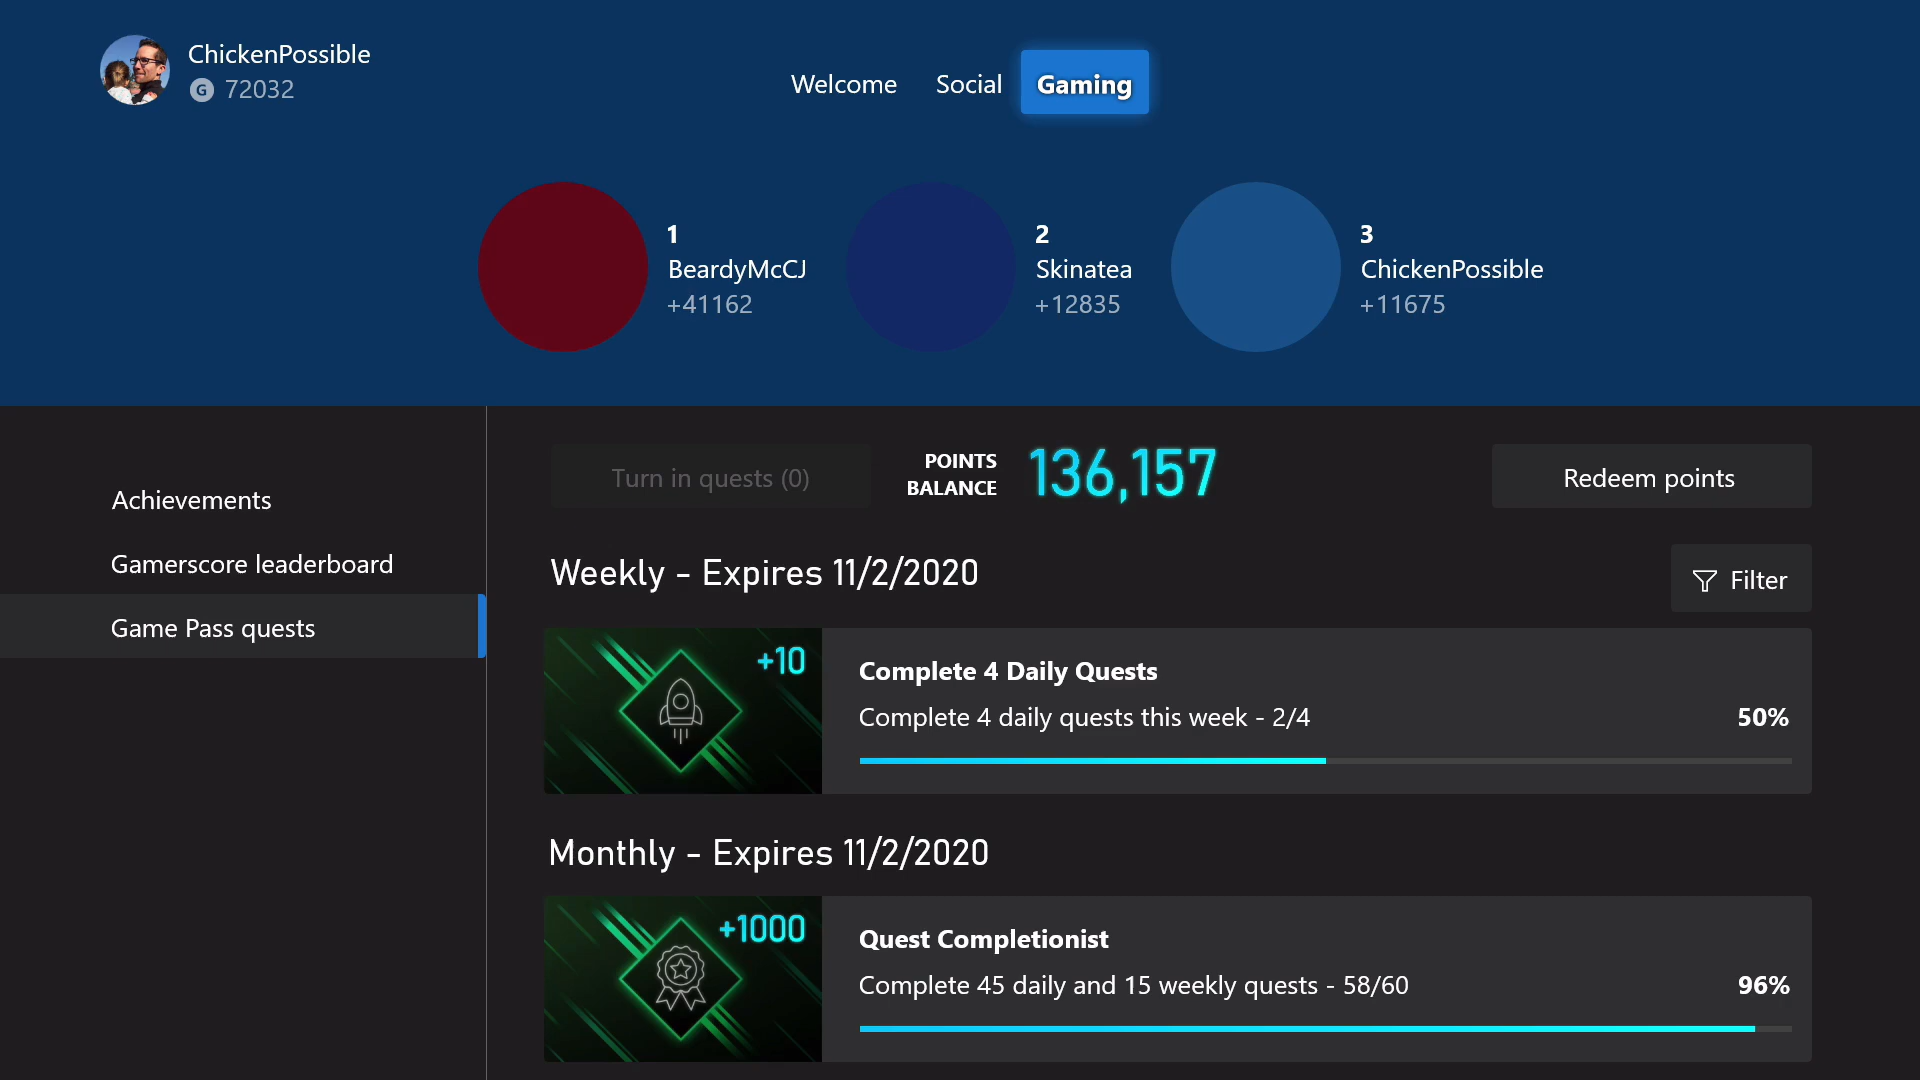 ChickenPossible
G 72032
Welcome
Social
Gaming
1
BeardyMcCJ
+41162
2
Skinatea
+12835
3
ChickenPossible
+11675
Achievements
Gamerscore leaderboard
Game Pass quests
Turn in quests (0)
POINTS
BALANCE
136,157
Redeem points
Weekly - Expires 11/2/2020
Filter
+10
Complete 4 Daily Quests
Complete 4 daily quests this week - 2/4
50%
Monthly - Expires 11/2/2020
+1000
Quest Completionist
Complete 45 daily and 15 weekly quests - 58/60
96%